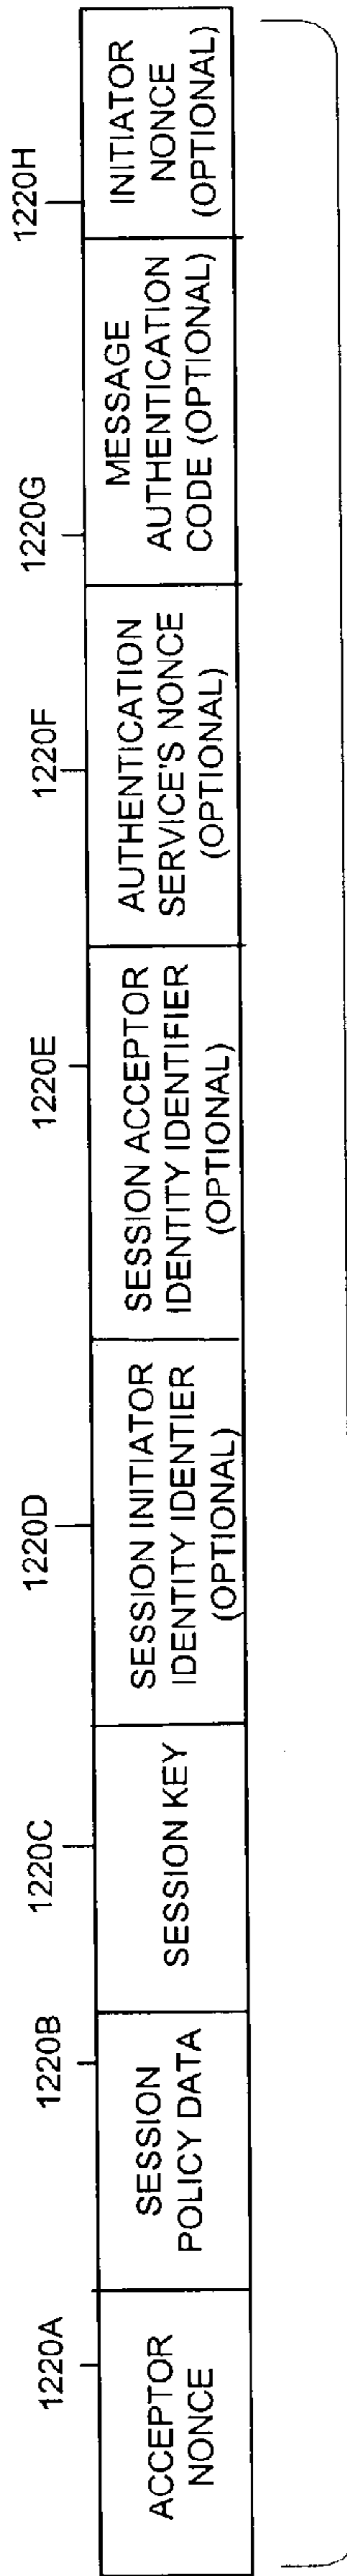 1220A
1220B
1220C
1220D
1220E
1220F
1220G
1220H
ACCEPTOR
NONCE
SESSION
POLICY DATA
SESSION KEY
SESSION INITIATOR
IDENTITY IDENTIER
(OPTIONAL)
SESSION ACCEPTOR
IDENTITY IDENTIFIER
(OPTIONAL)
AUTHENTICATION
SERVICE'S NONCE
(OPTIONAL)
MESSAGE
AUTHENTICATION
CODE (OPTIONAL)
INITIATOR
NONCE
(OPTIONAL)